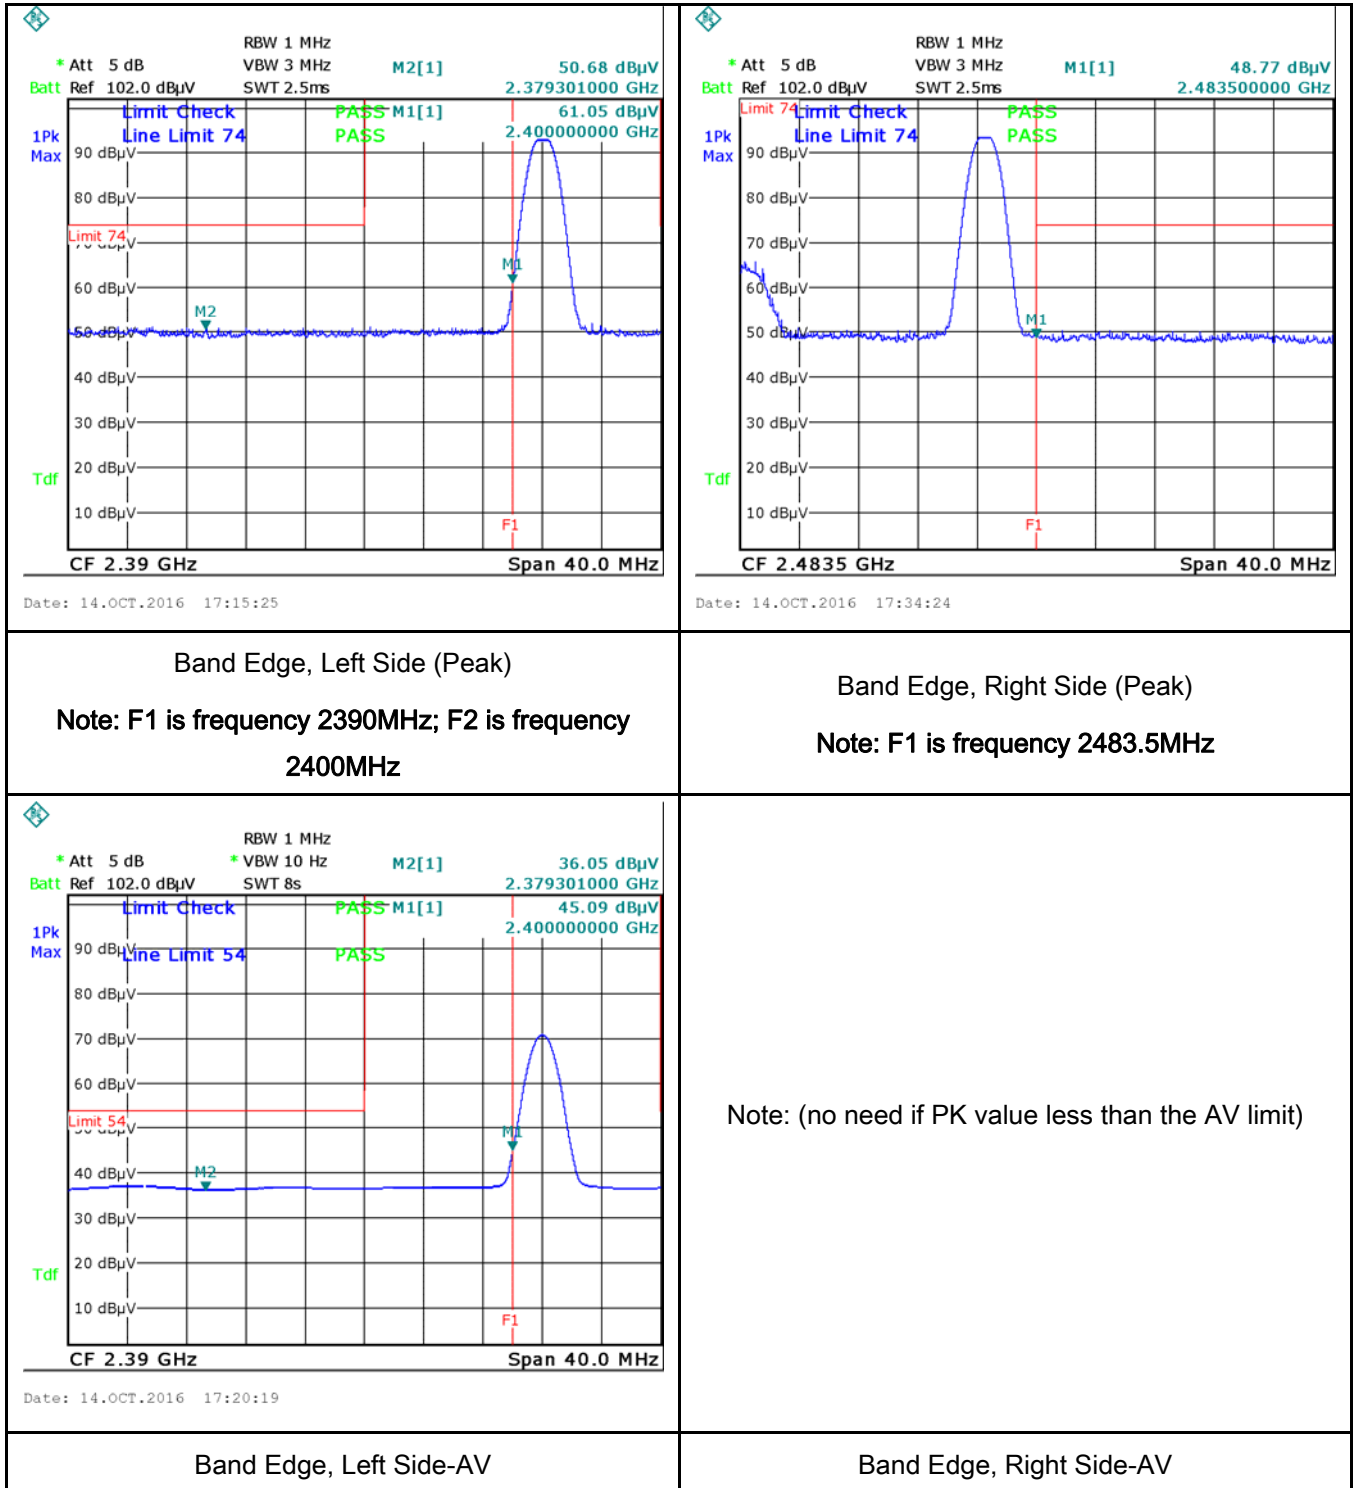 RBW 1 MHz
* Att 5 dB VBW 3 MHz M2[1] 50.68 dBµV
Batt Ref 102.0 dBµV SWT 2.5ms 2.379301000 GHz
Limit Check PASS M1[1] 61.05 dBµV
1Pk Line Limit 74 PASS 2.400000000 GHz
Max 90 dBµV
80 dBµV
Limit 74
70 dBµV
M1
60 dBµV
M2
50 dBµV
40 dBµV
30 dBµV
20 dBµV
Tdf
10 dBµV
F1
CF 2.39 GHz Span 40.0 MHz
Date: 14.OCT.2016 17:15:25
RBW 1 MHz
* Att 5 dB VBW 3 MHz M1[1] 48.77 dBµV
Batt Ref 102.0 dBµV SWT 2.5ms 2.483500000 GHz
Limit 74 Limit Check PASS
1Pk Line Limit 74 PASS
Max 90 dBµV
80 dBµV
70 dBµV
60 dBµV
M1
50 dBµV
40 dBµV
30 dBµV
20 dBµV
Tdf
10 dBµV
F1
CF 2.4835 GHz Span 40.0 MHz
Date: 14.OCT.2016 17:34:24
Band Edge, Left Side (Peak)
Note: F1 is frequency 2390MHz; F2 is frequency
2400MHz
Band Edge, Right Side (Peak)
Note: F1 is frequency 2483.5MHz
RBW 1 MHz
* Att 5 dB * VBW 10 Hz M2[1] 36.05 dBµV
Batt Ref 102.0 dBµV SWT 8s 2.379301000 GHz
Limit Check PASS M1[1] 45.09 dBµV
1Pk 2.400000000 GHz
Max 90 dBµV Line Limit 54 PASS
80 dBµV
70 dBµV
60 dBµV
Limit 54
50 dBµV
M1
40 dBµV M2
30 dBµV
20 dBµV
Tdf
10 dBµV
F1
CF 2.39 GHz Span 40.0 MHz
Date: 14.OCT.2016 17:20:19
Note: (no need if PK value less than the AV limit)
Band Edge, Left Side-AV
Band Edge, Right Side-AV